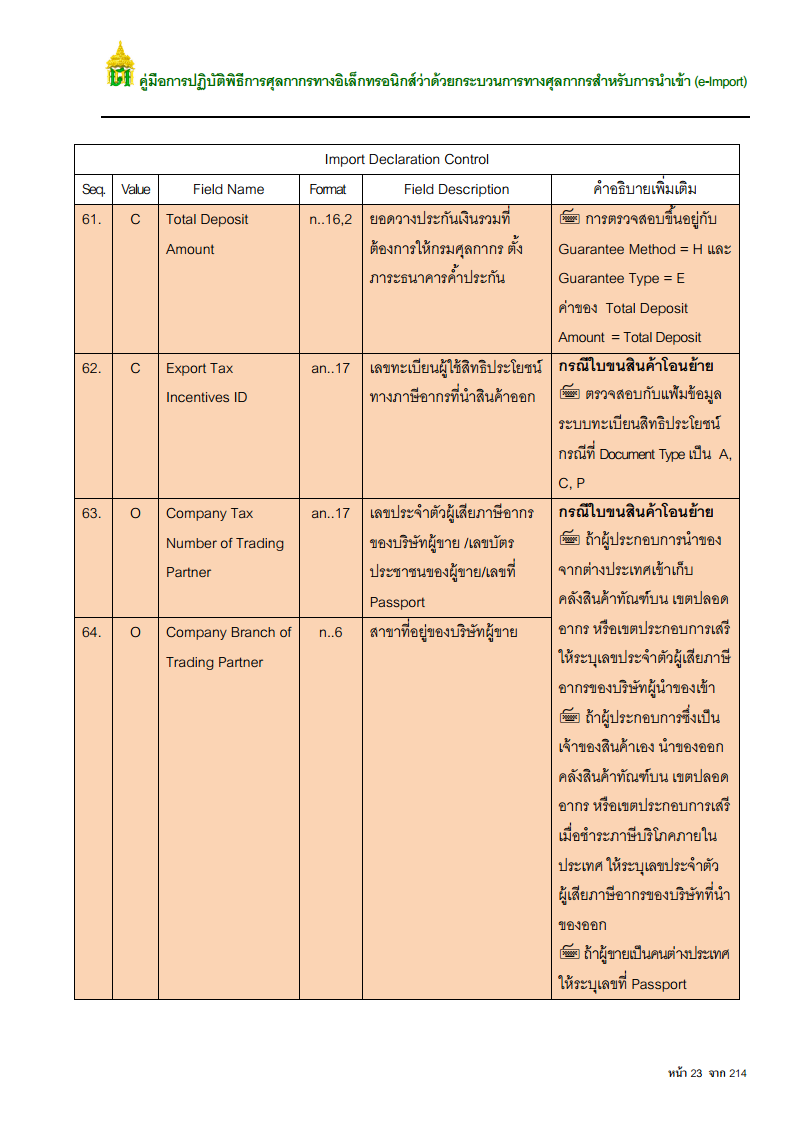 คู่มือการปฏิบัติพิธีการศุลกากรทางอิเล็กทรอนิกส์ว่าด้วยกระบวนการทางศุลกากรสำหรับการนำเข้า (e-Import)
Import Declaration Control
Seq. Value Field Name Format Field Description คำอธิบายเพิ่มเติม
61. C Total Deposit n..16,2 ยอดวางประกันเงินรวมที่ การตรวจสอบขึ้นอยู่กับ
Amount ต้องการให้กรมศุลกากร ตั้ง Guarantee Method = H และ
ภาระธนาคารค้ำประกัน Guarantee Type = E
ค่าของ Total Deposit
Amount = Total Deposit
62. C Export Tax an..17 เลขทะเบียนผู้ใช้สิทธิประโยชน์ กรณีใบขนสินค้าโอนย้าย
Incentives ID ทางภาษีอากรที่นำสินค้าออก ตรวจสอบกับแฟ้มข้อมูล
ระบบทะเบียนสิทธิประโยชน์
กรณีที่ Document Type เป็น A,
C, P
63. O Company Tax an..17 เลขประจำตัวผู้เสียภาษีอากร กรณีใบขนสินค้าโอนย้าย
Number of Trading ของบริษัทผู้ขาย /เลขบัตร ถ้าผู้ประกอบการนำของ
Partner ประชาชนของผู้ขาย/เลขที่ จากต่างประเทศเข้าเก็บ
Passport คลังสินค้าทัณฑ์บน เขตปลอด
64. O Company Branch of n..6 สาขาที่อยู่ของบริษัทผู้ขาย อากร หรือเขตประกอบการเสรี
Trading Partner ให้ระบุเลขประจำตัวผู้เสียภาษี
อากรของบริษัทผู้นำของเข้า
ถ้าผู้ประกอบการซึ่งเป็น
เจ้าของสินค้าเอง นำของออก
คลังสินค้าทัณฑ์บน เขตปลอด
อากร หรือเขตประกอบการเสรี
เมื่อชำระภาษีบริโภคภายใน
ประเทศ ให้ระบุเลขประจำตัว
ผู้เสียภาษีอากรของบริษัทที่นำ
ของออก
ถ้าผู้ขายเป็นคนต่างประเทศ
ให้ระบุเลขที่ Passport
หน้า 23 จาก 214